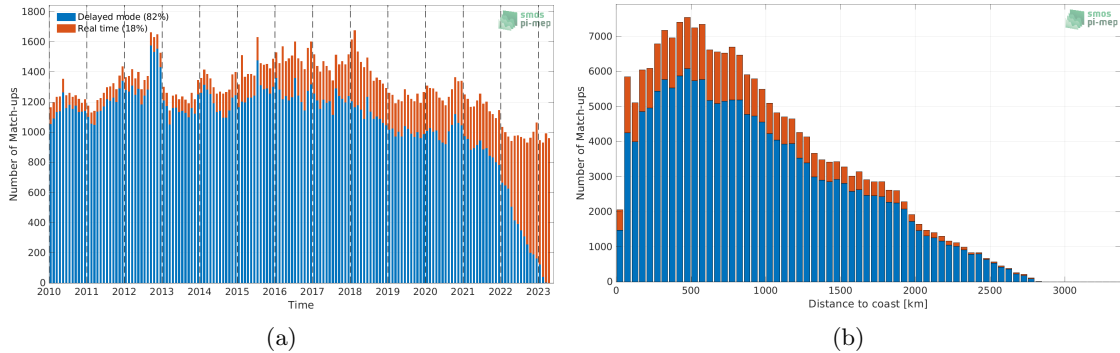 Delayed mode (82%)
Real time (18%)
smos
pi-mep
Number of Match-ups
1800
1600
1400
1200
1000
800
600
400
200
0
2010 2011 2012 2013 2014 2015 2016 2017 2018 2019 2020 2021 2022 2023
Time
(a)
smos
pi-mep
Number of Match-ups
7000
6000
5000
4000
3000
2000
1000
0
0 500 1000 1500 2000 2500 3000
Distance to coast [km]
(b)